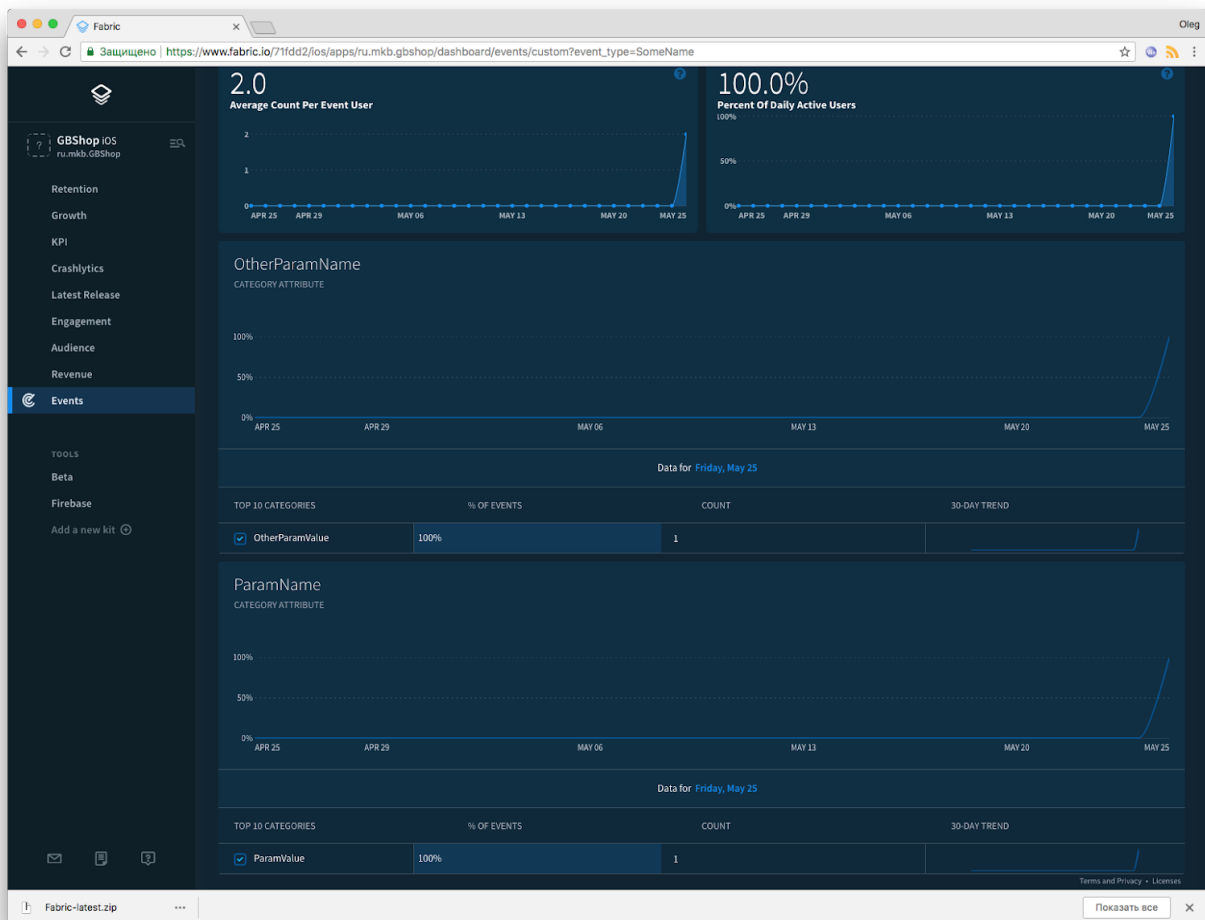 Fabric
Oleg
Защищено | https://www.fabric.io/71fdd2/ios/apps/ru.mkb.gbshop/dashboard/events/custom?event_type=SomeName
? GBShop iOS
ru.mkb.GBShop
Retention
Growth
KPI
Crashlytics
Latest Release
Engagement
Audience
Revenue
Events
TOOLS
Beta
Firebase
Add a new kit
2.0 ?
Average Count Per Event User
2
1
0
APR 25 APR 29 MAY 06 MAY 13 MAY 20 MAY 25
100.0% ?
Percent Of Daily Active Users
100%
50%
0%
APR 25 APR 29 MAY 06 MAY 13 MAY 20 MAY 25
OtherParamName
CATEGORY ATTRIBUTE
100%
50%
0%
APR 25 APR 29 MAY 06 MAY 13 MAY 20 MAY 25
Data for Friday, May 25
TOP 10 CATEGORIES % OF EVENTS COUNT 30-DAY TREND
OtherParamValue 100% 1
ParamName
CATEGORY ATTRIBUTE
100%
50%
0%
APR 25 APR 29 MAY 06 MAY 13 MAY 20 MAY 25
Data for Friday, May 25
TOP 10 CATEGORIES % OF EVENTS COUNT 30-DAY TREND
ParamValue 100% 1
Terms and Privacy • Licenses
Fabric-latest.zip
Показать все